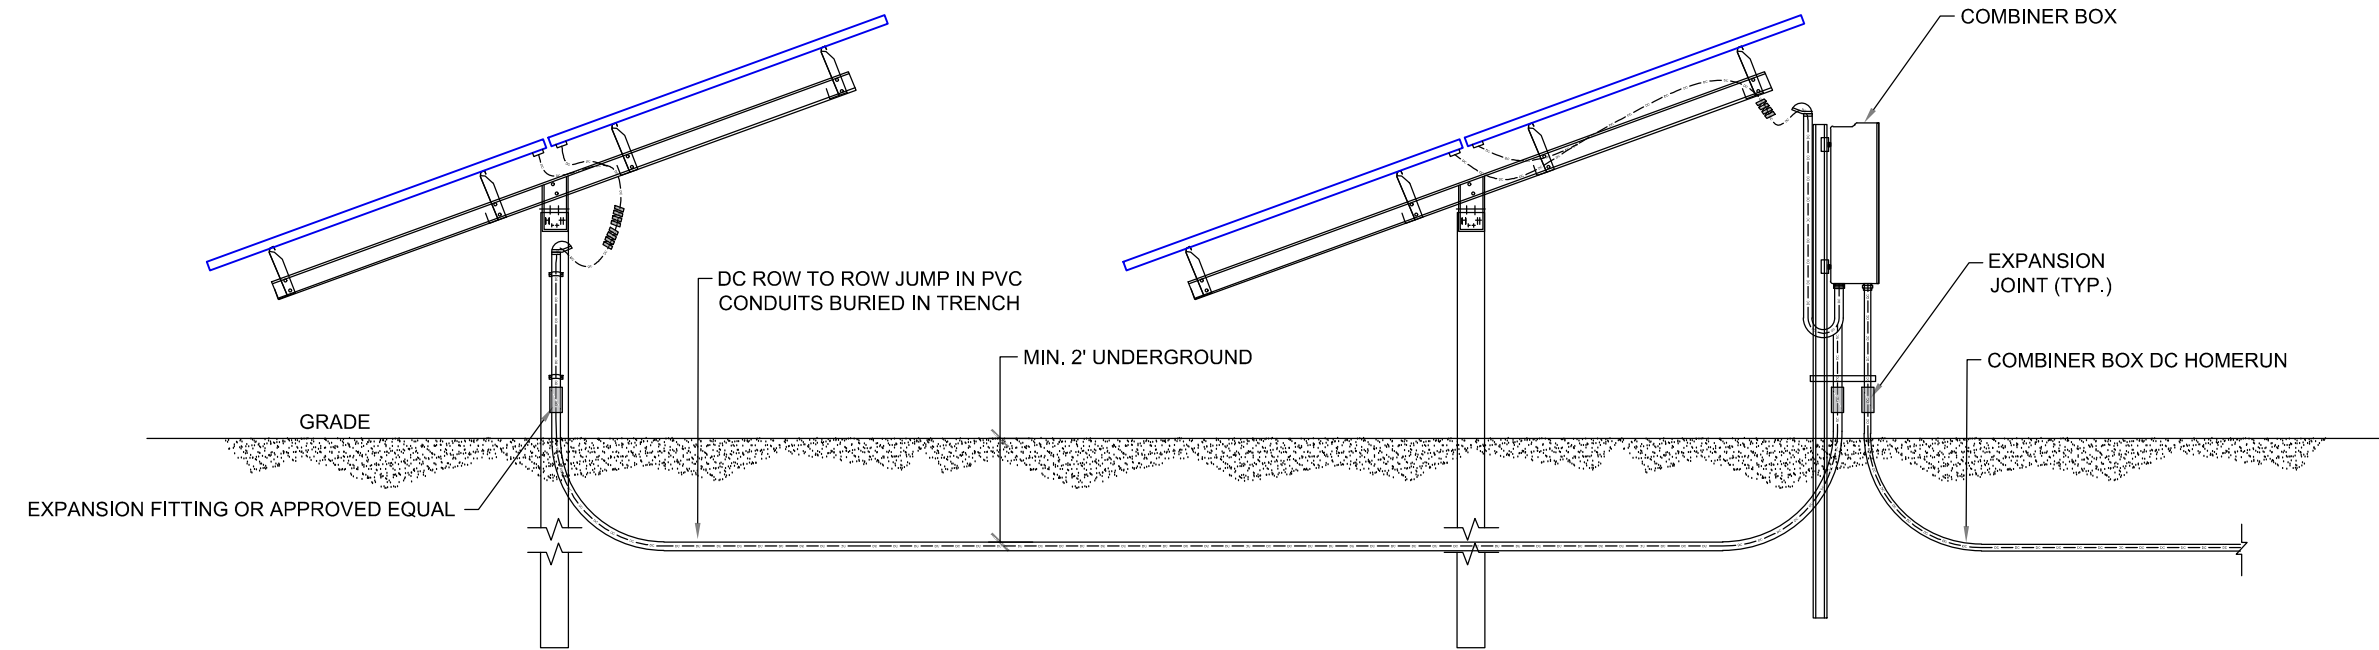 COMBINER BOX
EXPANSION
JOINT (TYP.)
DC ROW TO ROW JUMP IN PVC
CONDUITS BURIED IN TRENCH
MIN. 2' UNDERGROUND
COMBINER BOX DC HOMERUN
GRADE
EXPANSION FITTING OR APPROVED EQUAL